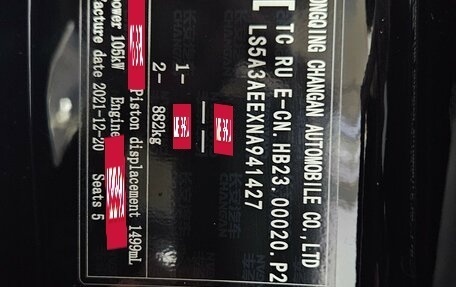 ONGQING CHANGAN AUTOMOBILE CO.,LTD
TC RU E-CN.HB23.00020.P2
LS5A3AEEXNA941427
1-
2- 882kg
Piston displacement 1499mL
power 105kW Engine
facture date 2021-12-20 Seats 5